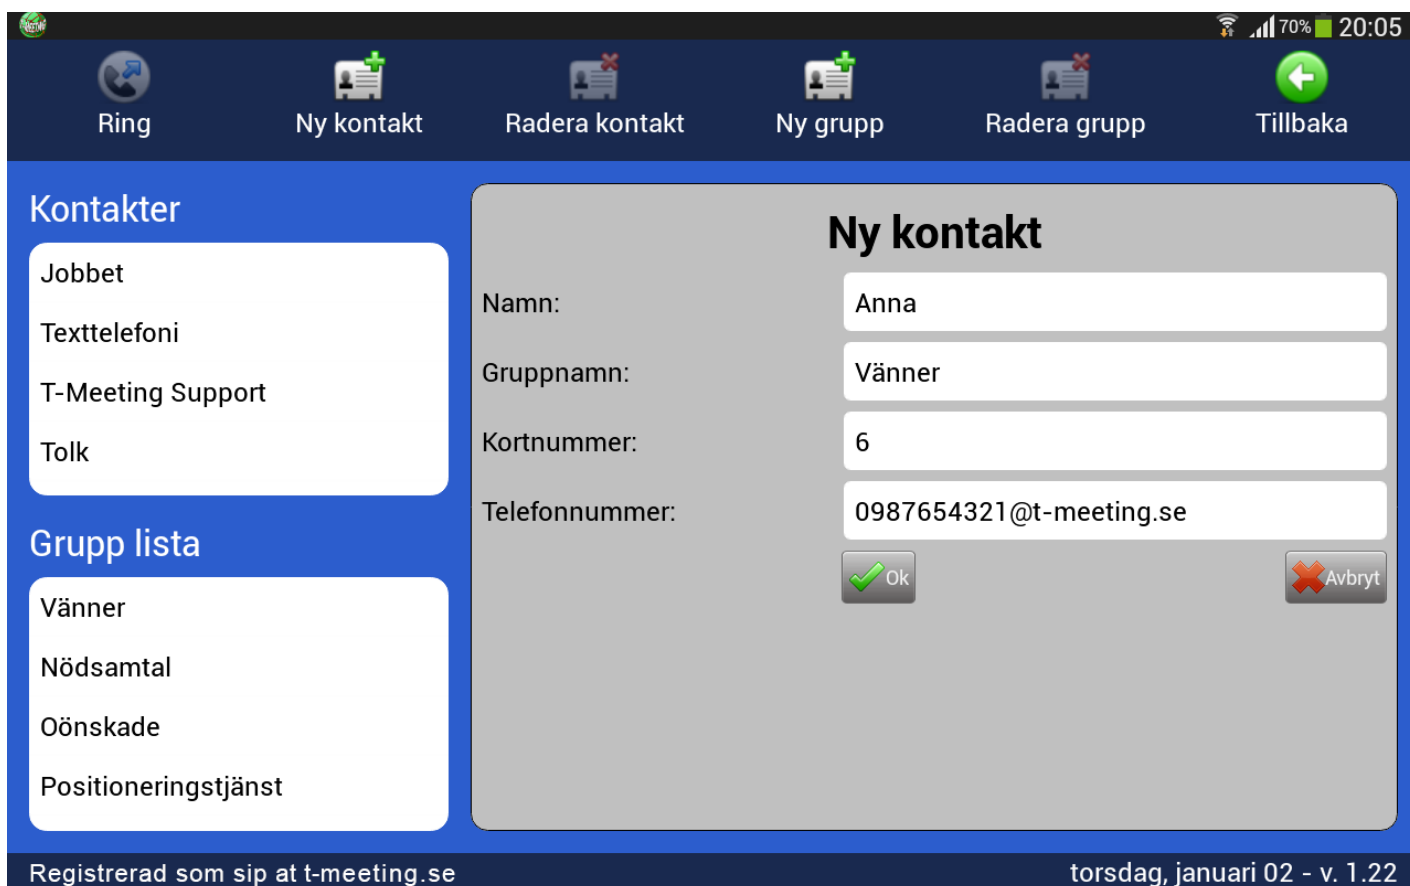 70% 20:05
Ring Ny kontakt Radera kontakt Ny grupp Radera grupp Tillbaka
Kontakter
Jobbet
Texttelefoni
T-Meeting Support
Tolk
Grupp lista
Vänner
Nödsamtal
Oönskade
Positioneringstjänst
Ny kontakt
Namn: Anna
Gruppnamn: Vänner
Kortnummer: 6
Telefonnummer: 0987654321@t-meeting.se
Ok Avbryt
Registrerad som sip at t-meeting.se torsdag, januari 02 - v. 1.22